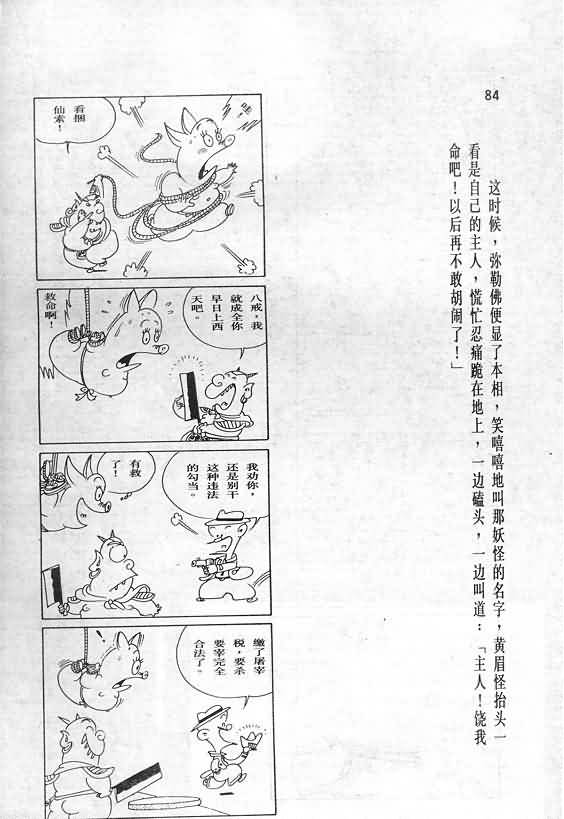 84
这时候，弥勒佛便显了本相，笑嘻嘻地叫那妖怪的名字，黄眉怪抬头一
看是自己的主人，慌忙忍痛跪在地上，一边磕头，一边叫道：「主人！饶我
命吧！以后再不敢胡闹了！」
看捆
仙索！
八戒，我
就成全你
早日上西
天吧。
救命啊！
我劝你，
还是别干
这种违法
的勾当。
有救
了！
缴了屠宰
税，要杀
要宰完全
合法了。